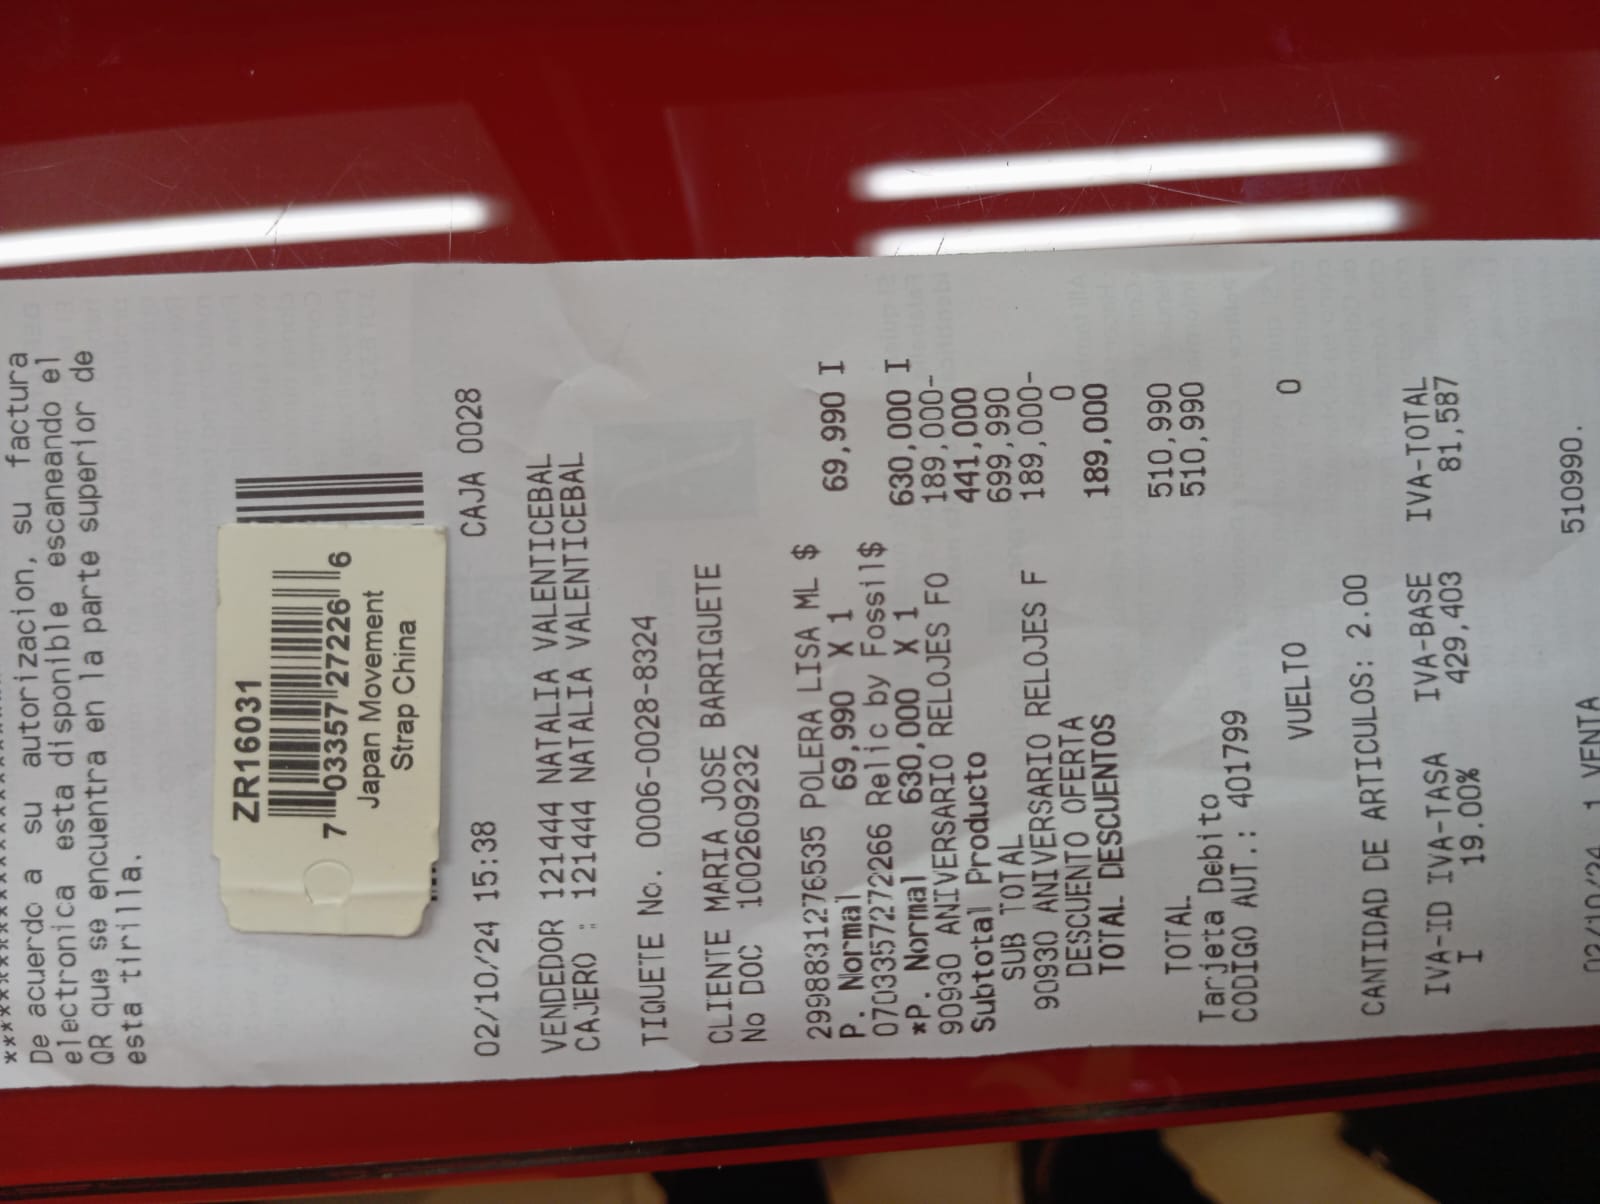 De acuerdo a su autorizacion, su factura
electronica esta disponible escaneando el
QR que se encuentra en la parte superior de
esta tirilla.
ZR16031
7 03357 27226 6
Japan Movement
Strap China
02/10/24 15:38 CAJA 0028
VENDEDOR 121444 NATALIA VALENTICEBAL
CAJERO : 121444 NATALIA VALENTICEBAL
TIQUETE No. 0006-0028-8324
CLIENTE MARIA JOSE BARRIGUETE
No DOC 1002609232
2998831276535 POLERA LISA ML $
P. Normal 69,990 X 1 69,990 I
0703357272266 Relic by Fossil$
*P. Normal 630,000 X 1 630,000 I
90930 ANIVERSARIO RELOJES FO 189,000-
Subtotal Producto 441,000
SUB TOTAL 699,990
90930 ANIVERSARIO RELOJES F 189,000-
DESCUENTO OFERTA 0
TOTAL DESCUENTOS 189,000
TOTAL 510,990
Tarjeta Debito 510,990
CODIGO AUT.: 401799
VUELTO 0
CANTIDAD DE ARTICULOS: 2.00
IVA-ID IVA-TASA IVA-BASE IVA-TOTAL
I 19.00% 429,403 81,587
02/10/24 1 VENTA 510990.